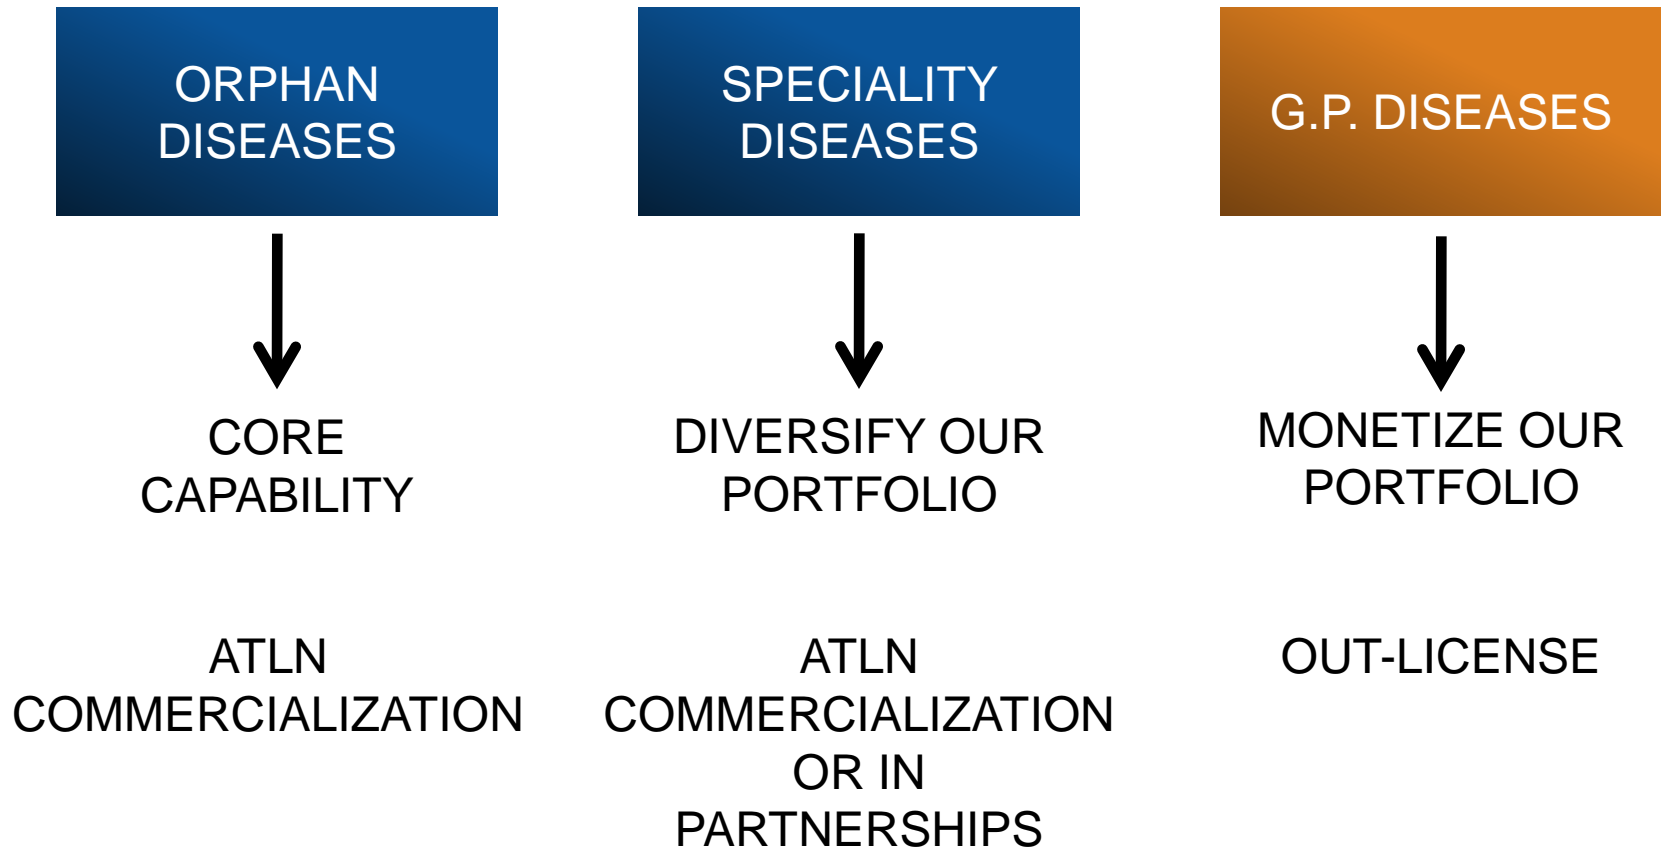 ORPHAN
DISEASES
CORE
CAPABILITY
ATLN
COMMERCIALIZATION
SPECIALITY
DISEASES
DIVERSIFY OUR
PORTFOLIO
ATLN
COMMERCIALIZATION
OR IN
PARTNERSHIPS
G.P. DISEASES
MONETIZE OUR
PORTFOLIO
OUT-LICENSE